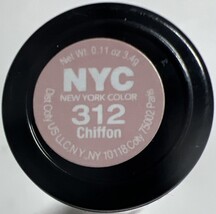 Net Wt. 0.11 oz 3.4g
NYC
NEW YORK COLOR
312
Chiffon
Dist. Coty US, LLC N.Y., NY 10118 Coty 75002 Paris